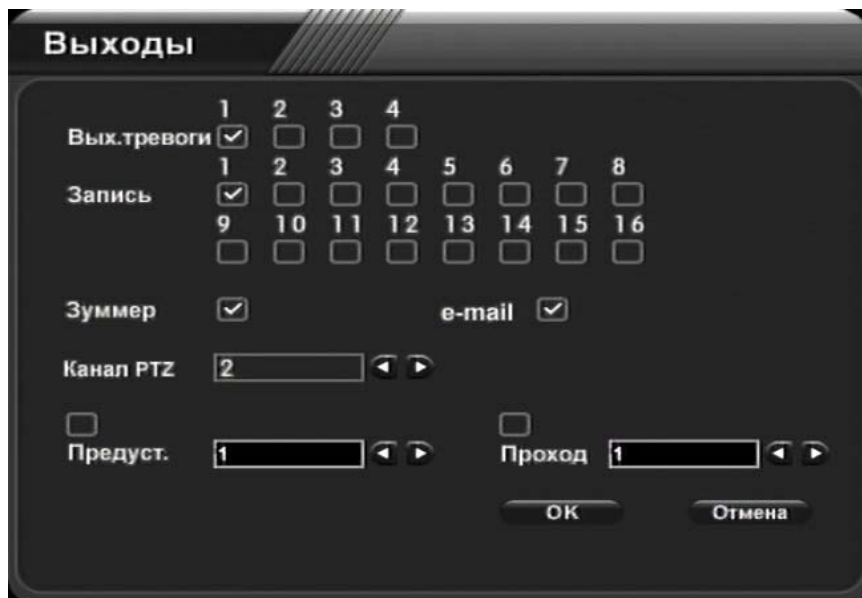 Выходы
1 2 3 4
Вых.тревоги
1 2 3 4 5 6 7 8
Запись
9 10 11 12 13 14 15 16
Зуммер e-mail
Канал PTZ 2
Предуст. 1 Проход 1
OK Отмена